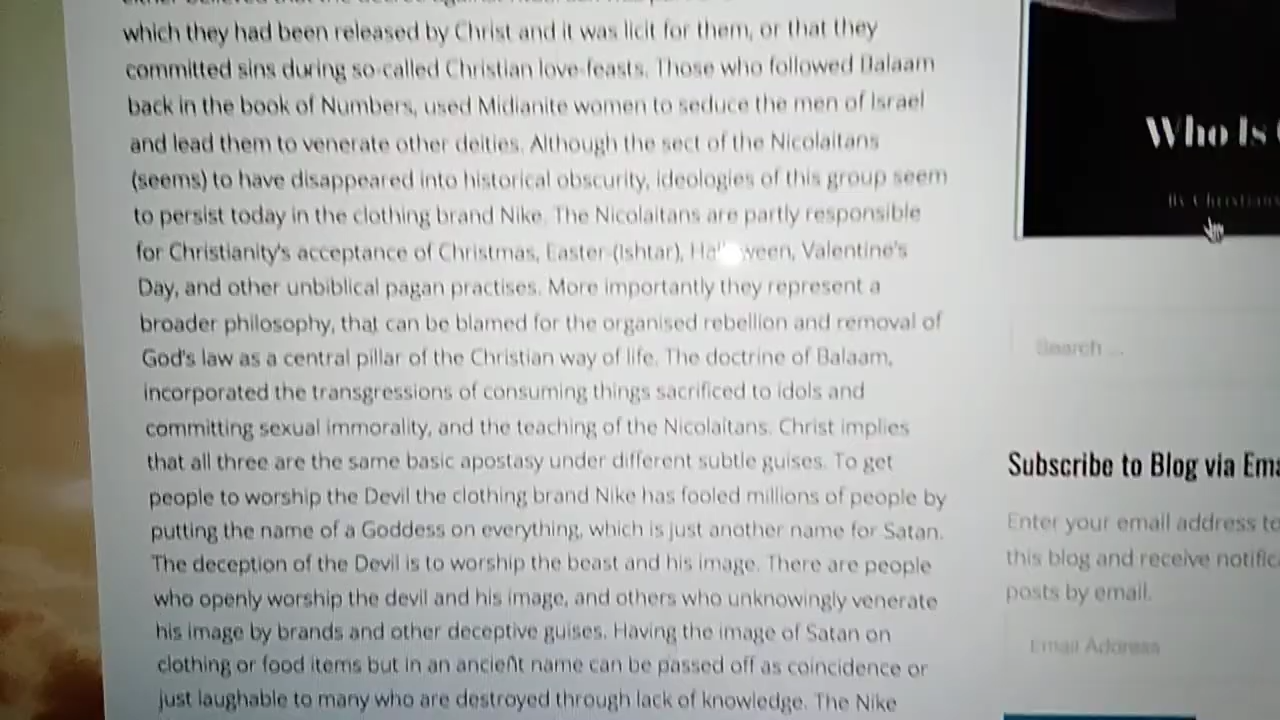 which they had been released by Christ and it was licit for them, or that they
committed sins during so-called Christian love-feasts. Those who followed Balaam
back in the book of Numbers, used Midianite women to seduce the men of Israel
and lead them to venerate other deities. Although the sect of the Nicolaitans
(seems) to have disappeared into historical obscurity, ideologies of this group seem
to persist today in the clothing brand Nike. The Nicolaitans are partly responsible
for Christianity's acceptance of Christmas, Easter-(Ishtar), Halloween, Valentine's
Day, and other unbiblical pagan practises. More importantly they represent a
broader philosophy, that can be blamed for the organised rebellion and removal of
God's law as a central pillar of the Christian way of life. The doctrine of Balaam,
incorporated the transgressions of consuming things sacrificed to idols and
committing sexual immorality, and the teaching of the Nicolaitans. Christ implies
that all three are the same basic apostasy under different subtle guises. To get
people to worship the Devil the clothing brand Nike has fooled millions of people by
putting the name of a Goddess on everything, which is just another name for Satan.
The deception of the Devil is to worship the beast and his image. There are people
who openly worship the devil and his image, and others who unknowingly venerate
his image by brands and other deceptive guises. Having the image of Satan on
clothing or food items but in an ancient name can be passed off as coincidence or
just laughable to many who are destroyed through lack of knowledge. The Nike
Who Is
By Christian
Search ...
Subscribe to Blog via Ema
Enter your email address to
this blog and receive notific
posts by email.
Email Address